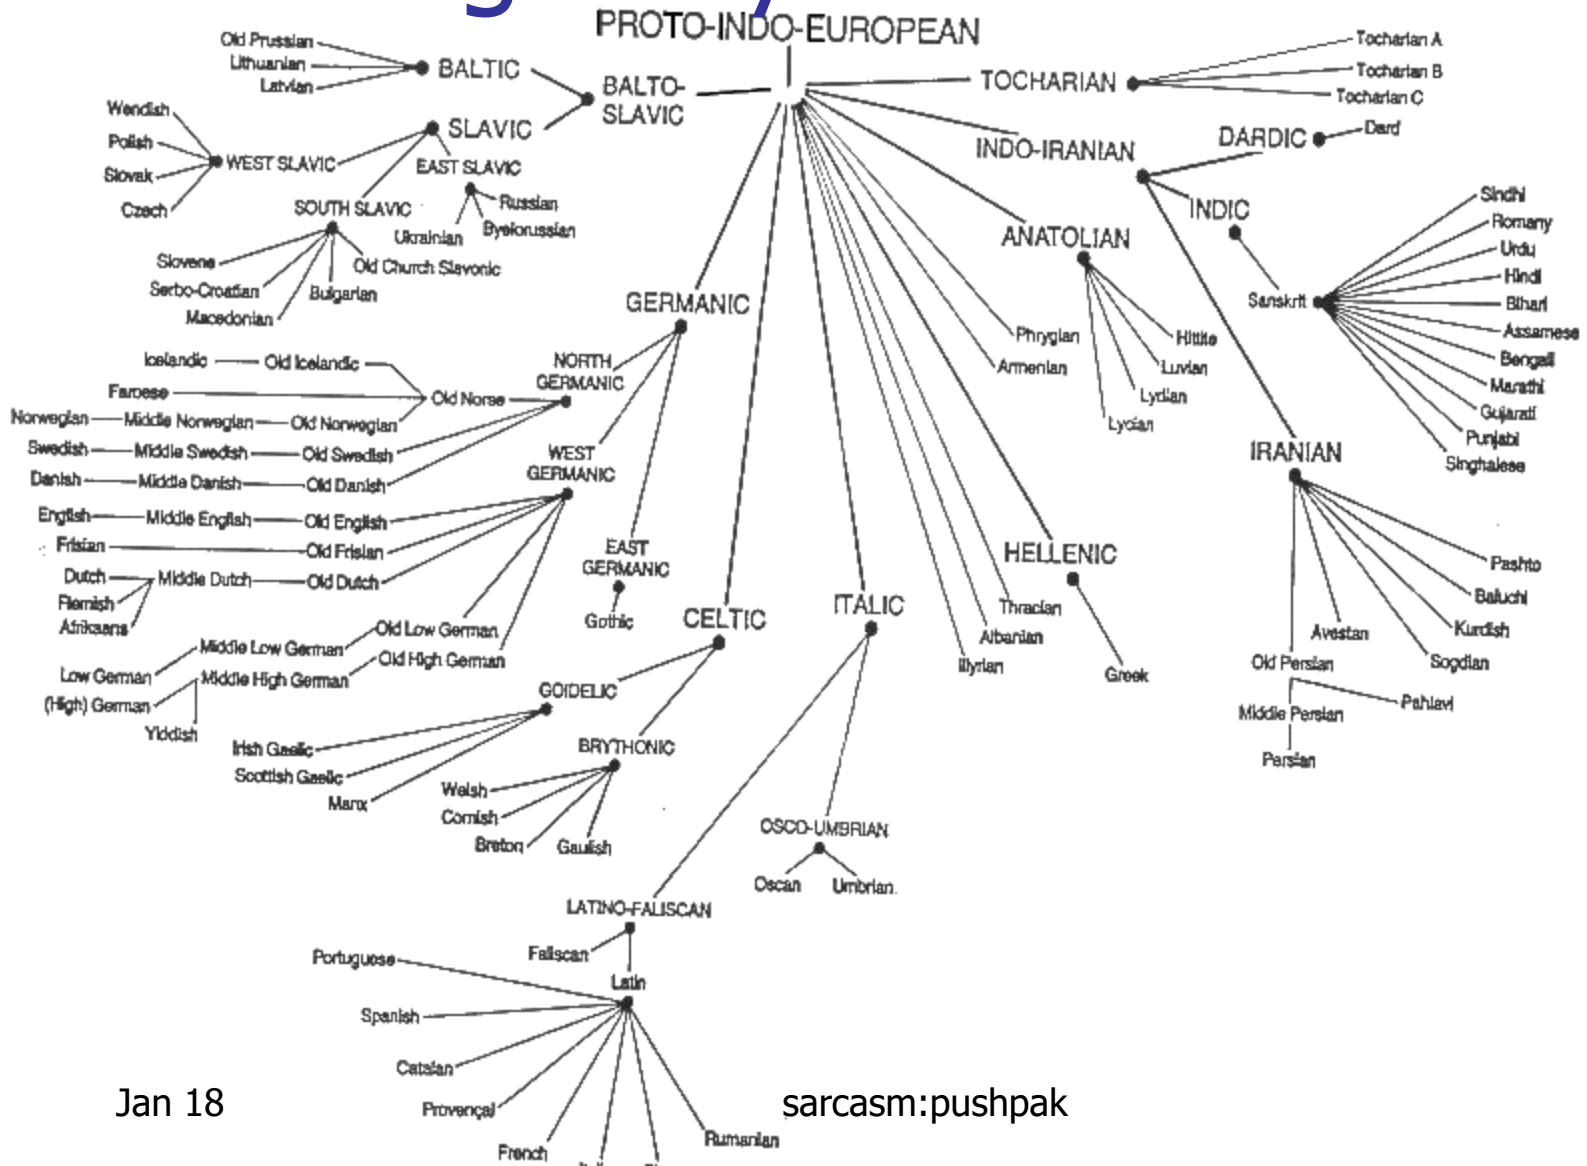 PROTO-INDO-EUROPEAN
Old Prussian
Lithuanian
Latvian
BALTIC
BALTO-
SLAVIC
SLAVIC
Wendish
Polish
Slovak
Czech
WEST SLAVIC
EAST SLAVIC
Russian
Byelorussian
Ukrainian
SOUTH SLAVIC
Slovene
Serbo-Croatian
Macedonian
Bulgarian
Old Church Slavonic
TOCHARIAN
Tocharian A
Tocharian B
Tocharian C
INDO-IRANIAN
DARDIC
Dard
INDIC
Sanskrit
Sindhi
Romany
Urdu
Hindi
Bihari
Assamese
Bengali
Marathi
Gujarati
Punjabi
Singhalese
ANATOLIAN
Hittite
Luvian
Lydian
Lycian
Phrygian
Armenian
IRANIAN
Pashto
Baluchi
Kurdish
Sogdian
Avestan
Old Persian
Pahlavi
Middle Persian
Persian
GERMANIC
NORTH
GERMANIC
Icelandic
Old Icelandic
Faroese
Old Norse
Norwegian
Middle Norwegian
Old Norwegian
Swedish
Middle Swedish
Old Swedish
Danish
Middle Danish
Old Danish
WEST
GERMANIC
English
Middle English
Old English
Frisian
Old Frisian
Dutch
Middle Dutch
Old Dutch
Flemish
Afrikaans
Old Low German
Middle Low German
Low German
Old High German
Middle High German
(High) German
Yiddish
EAST
GERMANIC
Gothic
CELTIC
GOIDELIC
Irish Gaelic
Scottish Gaelic
Manx
BRYTHONIC
Welsh
Cornish
Breton
Gaulish
ITALIC
OSCO-UMBRIAN
Oscan
Umbrian
LATINO-FALISCAN
Faliscan
Latin
Portuguese
Spanish
Catalan
Provençal
French
Rumanian
HELLENIC
Greek
Thracian
Albanian
Illyrian
Jan 18
sarcasm:pushpak